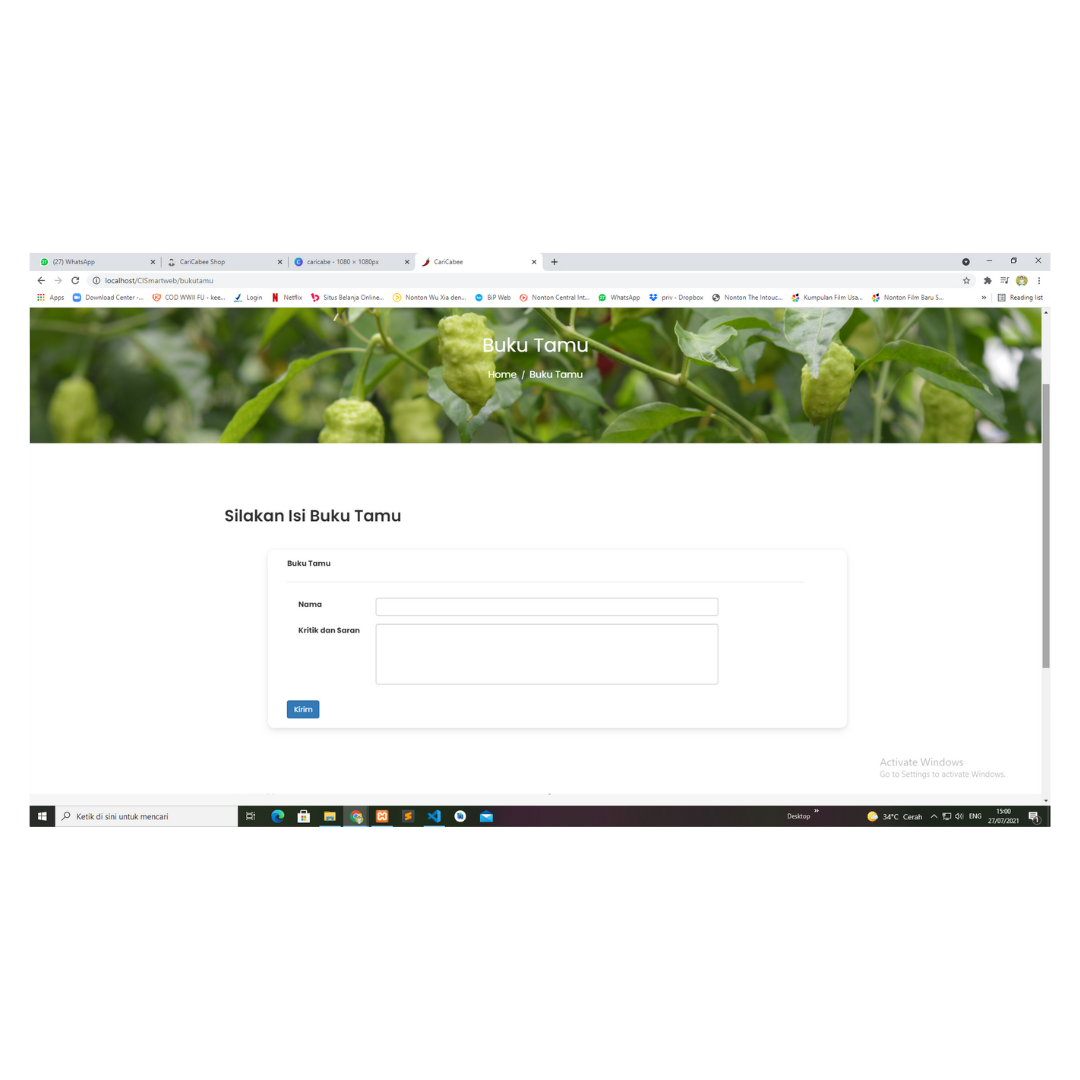 (27) WhatsApp
CariCabee Shop
caricabe - 1080 × 1080px
CariCabee
localhost/CISmartweb/bukutamu
Apps Download Center -... COD WWII FU - kee... Login Netflix Situs Belanja Online... Nonton Wu Xia den... BiP Web Nonton Central Int... WhatsApp priv - Dropbox Nonton The Intouc... Kumpulan Film Usa... Nonton Film Baru S... » Reading list
Buku Tamu
Home / Buku Tamu
Silakan Isi Buku Tamu
Buku Tamu
Nama
Kritik dan Saran
Kirim
Activate Windows
Go to Settings to activate Windows.
Ketik di sini untuk mencari
Desktop
»
34°C Cerah
ENG
15:00
27/07/2021